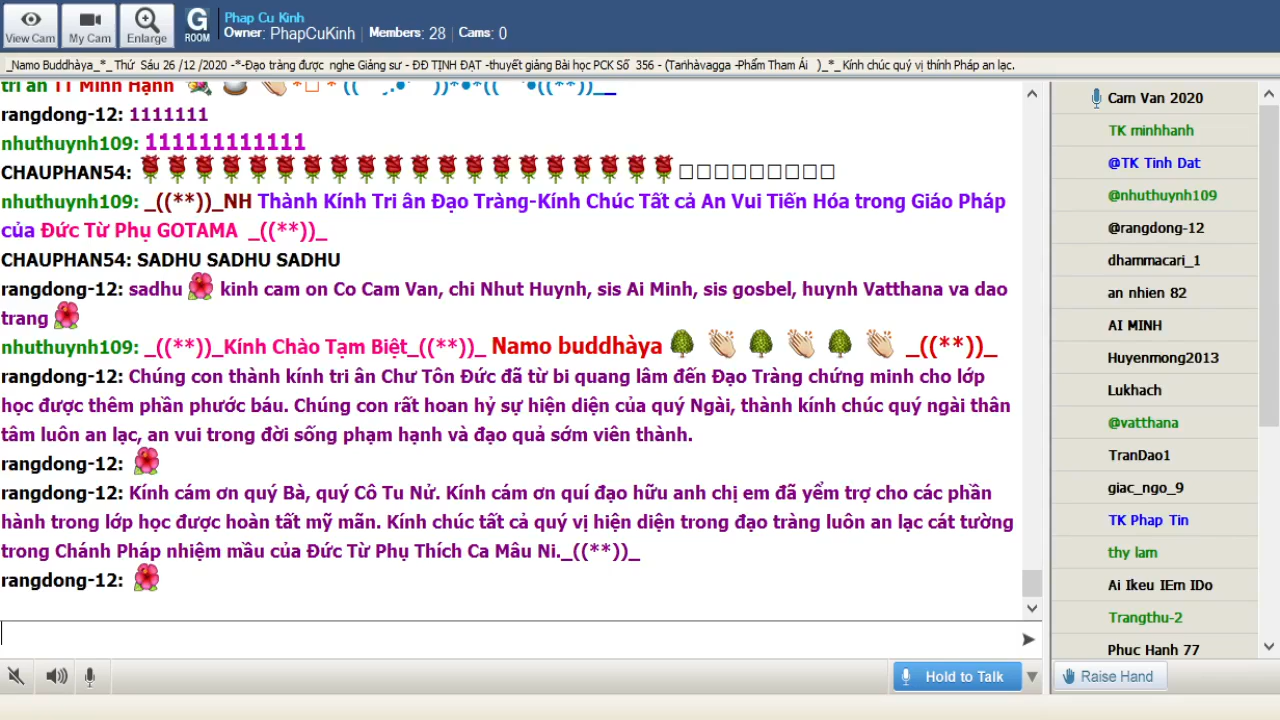 View Cam
My Cam
Enlarge
G
ROOM
Phap Cu Kinh
Owner: PhapCuKinh
Members: 28
Cams: 0
_Namo Buddhàya_*_ Thứ Sáu 26 /12 /2020 -*-Đạo tràng được nghe Giảng sư - ĐĐ TỊNH ĐẠT -thuyết giảng Bài học PCK Số 356 - (Tanhàvagga -Phẩm Tham Ái )_*_ Kính chúc quý vị thính Pháp an lạc.
tri ân TT Minh Hạnh
rangdong-12: 1111111
nhuthuynh109: 111111111111
CHAUPHAN54:
nhuthuynh109: _((**))_NH Thành Kính Tri ân Đạo Tràng-Kính Chúc Tất cả An Vui Tiến Hóa trong Giáo Pháp
của Đức Từ Phụ GOTAMA _((**))_
CHAUPHAN54: SADHU SADHU SADHU
rangdong-12: sadhu kinh cam on Co Cam Van, chi Nhut Huynh, sis Ai Minh, sis gosbel, huynh Vatthana va dao
trang
nhuthuynh109: _((**))_Kính Chào Tạm Biệt_((**))_ Namo buddhàya _((**))_
rangdong-12: Chúng con thành kính tri ân Chư Tôn Đức đã từ bi quang lâm đến Đạo Tràng chứng minh cho lớp
học được thêm phần phước báu. Chúng con rất hoan hỷ sự hiện diện của quý Ngài, thành kính chúc quý ngài thân
tâm luôn an lạc, an vui trong đời sống phạm hạnh và đạo quả sớm viên thành.
rangdong-12:
rangdong-12: Kính cám ơn quý Bà, quý Cô Tu Nử. Kính cám ơn quí đạo hữu anh chị em đã yểm trợ cho các phần
hành trong lớp học được hoàn tất mỹ mãn. Kính chúc tất cả quý vị hiện diện trong đạo tràng luôn an lạc cát tường
trong Chánh Pháp nhiệm mầu của Đức Từ Phụ Thích Ca Mâu Ni._((**))_
rangdong-12:
Cam Van 2020
TK minhhanh
@TK Tinh Dat
@nhuthuynh109
@rangdong-12
dhammacari_1
an nhien 82
AI MINH
Huyenmong2013
Lukhach
@vatthana
TranDao1
giac_ngo_9
TK Phap Tin
thy lam
Ai Ikeu IEm IDo
Trangthu-2
Phuc Hanh 77
Hold to Talk
Raise Hand